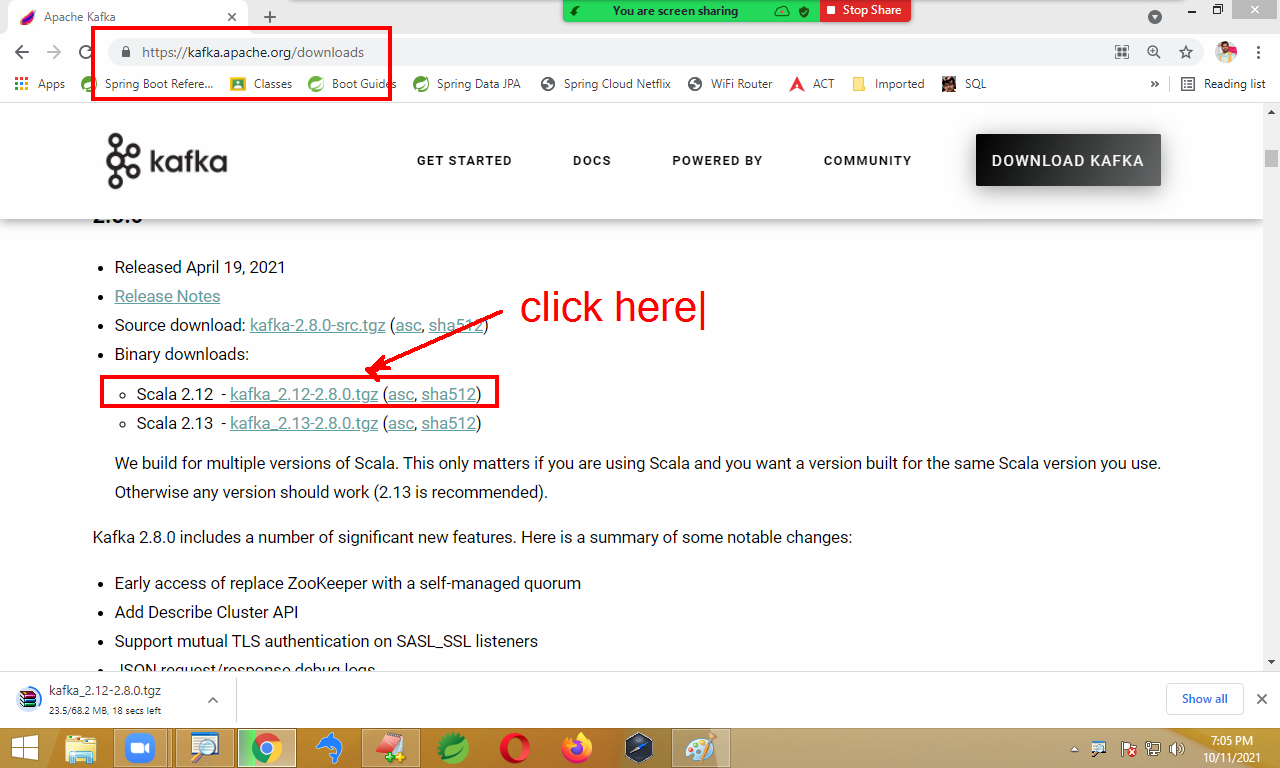 Apache Kafka
You are screen sharing
Stop Share
https://kafka.apache.org/downloads
Apps
Spring Boot Refere...
Classes
Boot Guides
Spring Data JPA
Spring Cloud Netflix
WiFi Router
ACT
Imported
SQL
»
Reading list
kafka
GET STARTED
DOCS
POWERED BY
COMMUNITY
DOWNLOAD KAFKA
2.8.0
• Released April 19, 2021
• Release Notes
• Source download: kafka-2.8.0-src.tgz (asc, sha512)
click here
• Binary downloads:
Scala 2.12 - kafka_2.12-2.8.0.tgz (asc, sha512)
Scala 2.13 - kafka_2.13-2.8.0.tgz (asc, sha512)
We build for multiple versions of Scala. This only matters if you are using Scala and you want a version built for the same Scala version you use.
Otherwise any version should work (2.13 is recommended).
Kafka 2.8.0 includes a number of significant new features. Here is a summary of some notable changes:
• Early access of replace ZooKeeper with a self-managed quorum
• Add Describe Cluster API
• Support mutual TLS authentication on SASL_SSL listeners
• JSON request/response debug logs
kafka_2.12-2.8.0.tgz
23.5/68.2 MB, 18 secs left
Show all
7:05 PM
10/11/2021